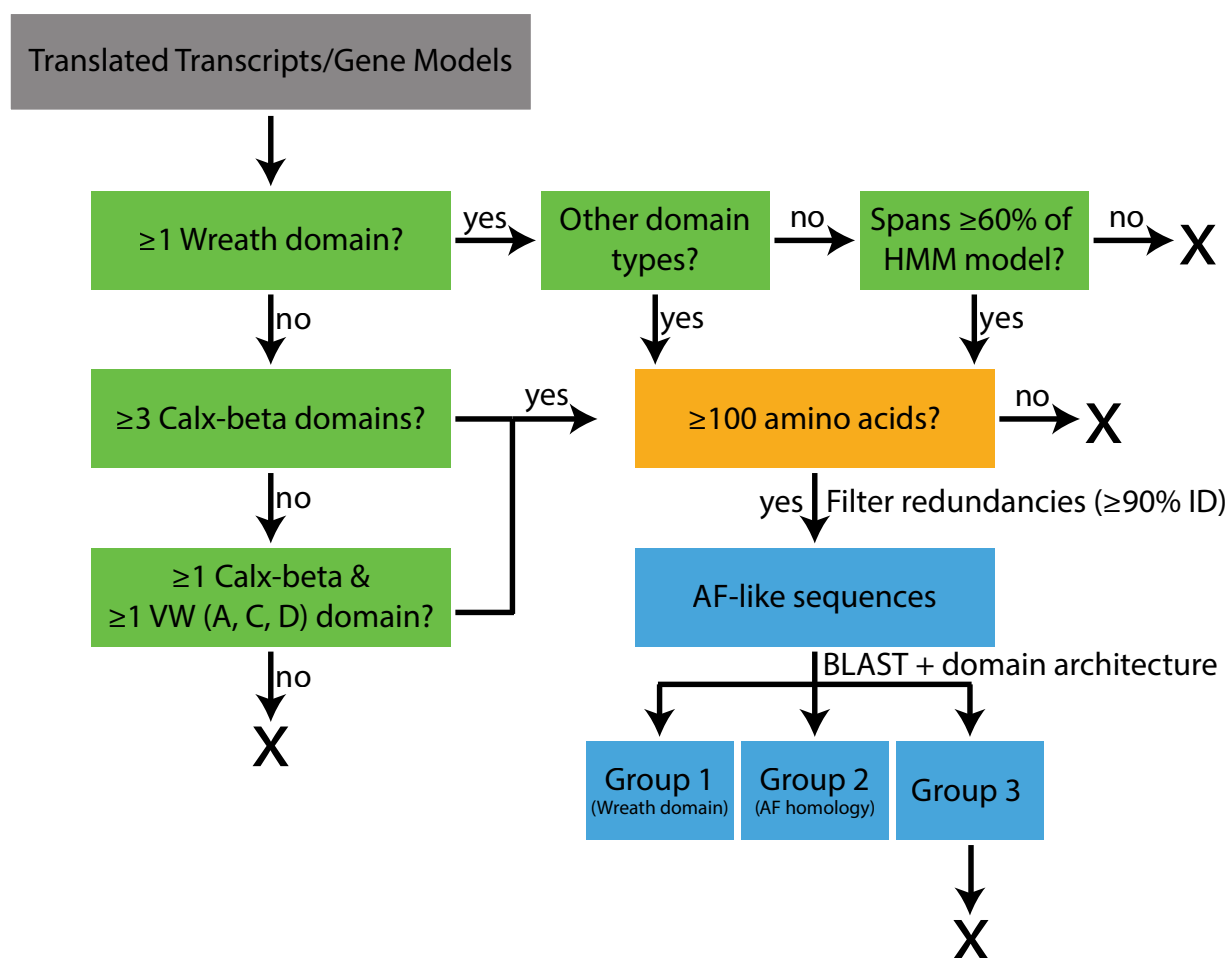 Translated Transcripts/Gene Models
≥1 Wreath domain?
yes
Other domain
types?
no
Spans ≥60% of
HMM model?
no
X
no
yes
yes
≥3 Calx-beta domains?
yes
≥100 amino acids?
no
X
no
yes
Filter redundancies (≥90% ID)
≥1 Calx-beta &
≥1 VW (A, C, D) domain?
AF-like sequences
no
X
BLAST + domain architecture
Group 1
(Wreath domain)
Group 2
(AF homology)
Group 3
X